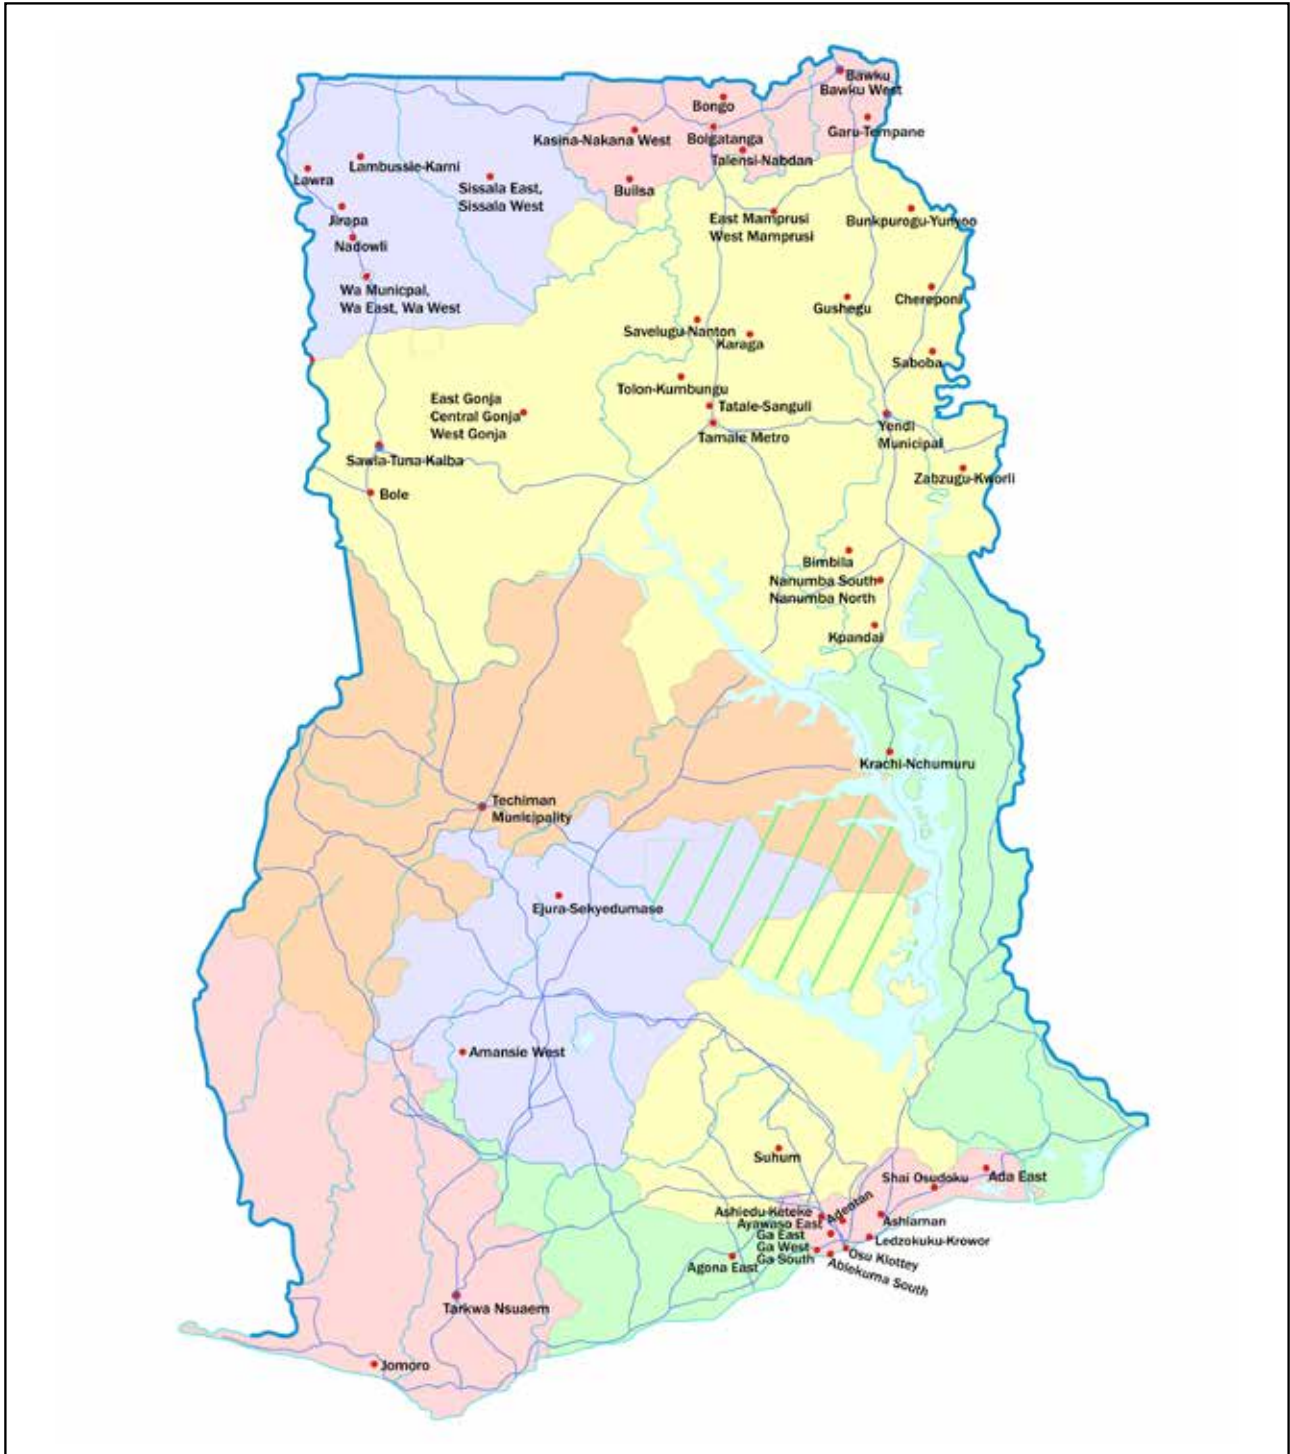 Bawku
Bawku West
Bongo
Garu-Tempane
Kasina-Nakana West
Bolgatanga
Talensi-Nabdan
Lambussie-Karni
Lawra
Sissala East,
Sissala West
Builsa
Jirapa
East Mamprusi
West Mamprusi
Bunkpurogu-Yunyoo
Nadowli
Wa Municpal,
Wa East, Wa West
Chereponi
Gushegu
Savelugu-Nanton
Karaga
Saboba
Tolon-Kumbungu
East Gonja
Central Gonja
West Gonja
Tatale-Sanguli
Tamale Metro
Yendi
Municipal
Sawla-Tuna-Kalba
Zabzugu-Kworli
Bole
Bimbila
Nanumba South
Nanumba North
Kpandai
Krachi-Nchumuru
Techiman
Municipality
Ejura-Sekyedumase
Amansie West
Suhum
Shai Osudoku
Ada East
Ashiedu-Keteke
Adentan
Ayawaso East
Ashiaman
Ga East
Ga West
Ledzokuku-Krowor
Ga South
Osu Klottey
Agona East
Ablekuma South
Tarkwa Nsuaem
Jomoro